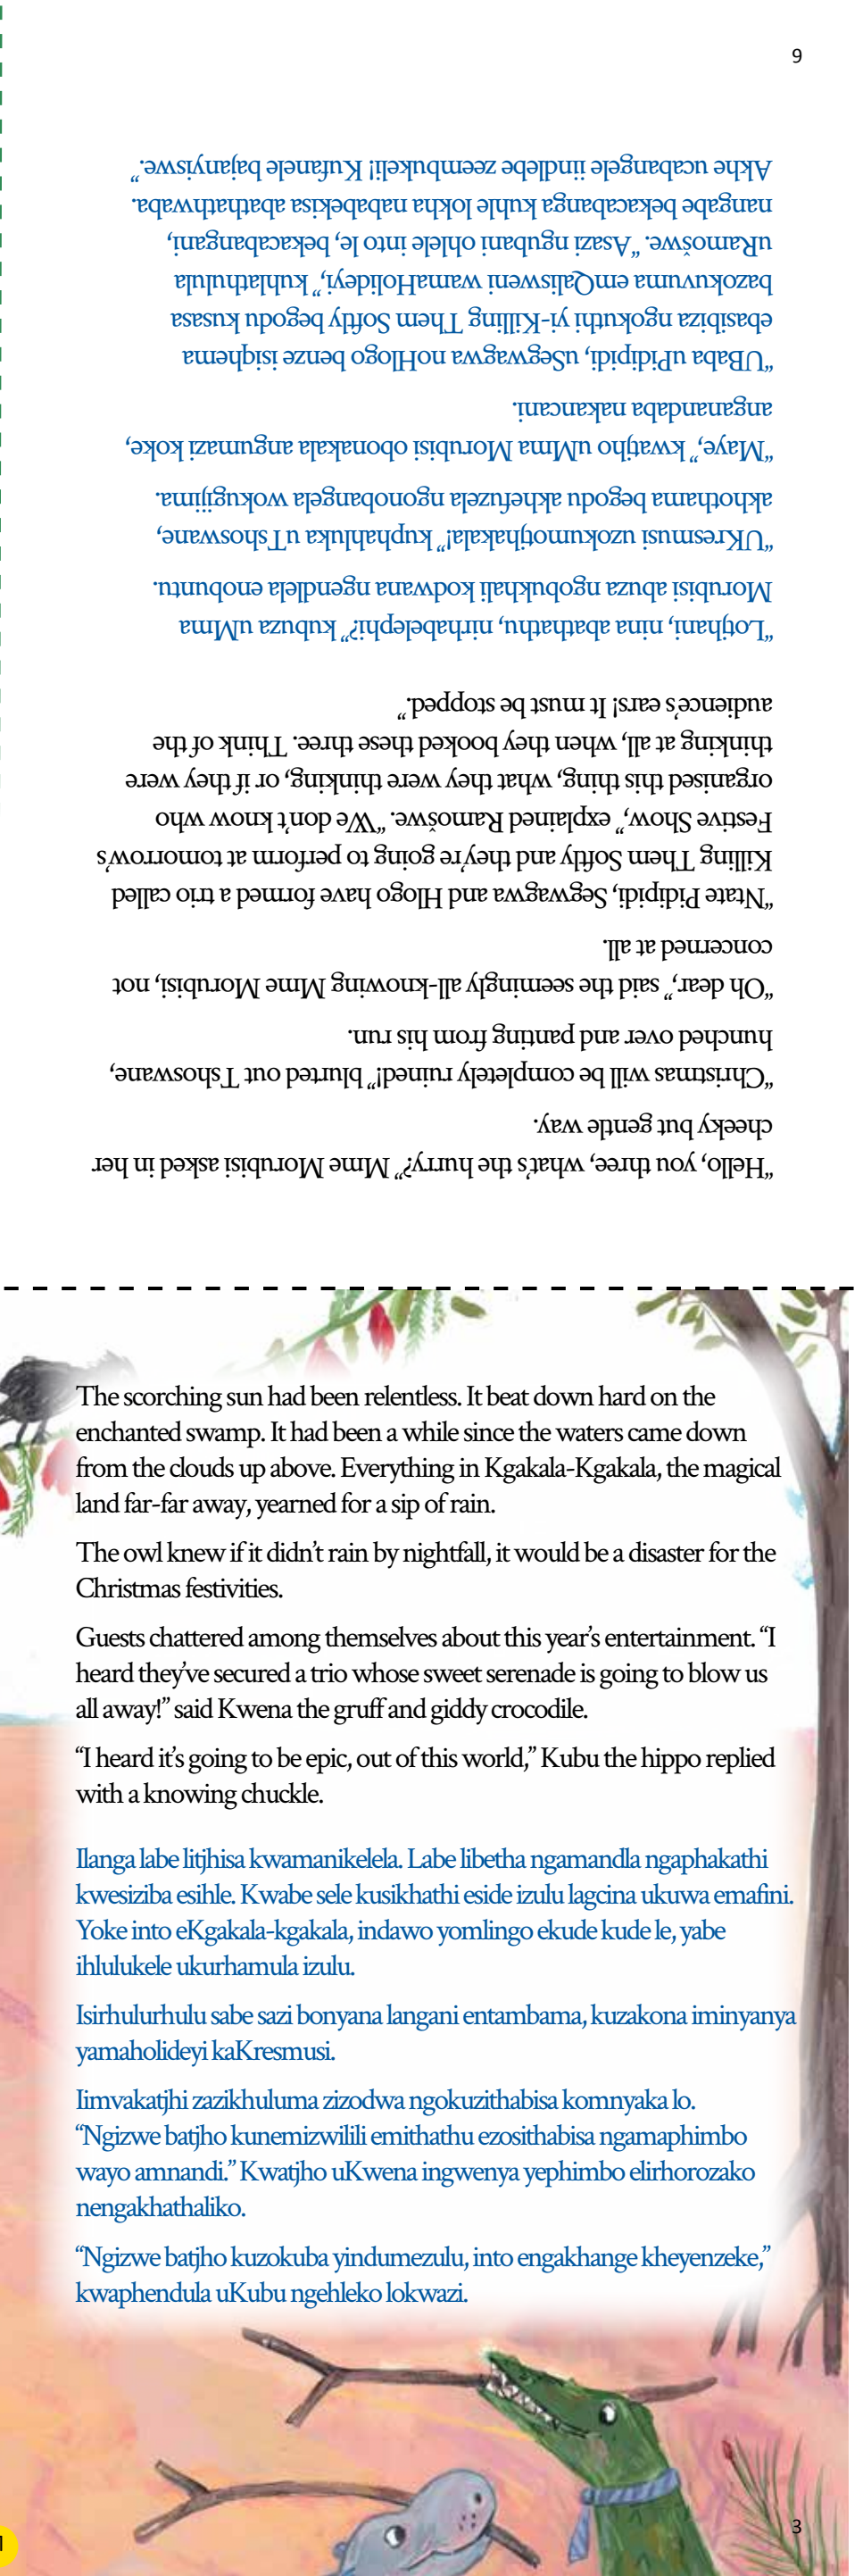 “Hello, you three, what’s the hurry?” Mme Morubisi asked in her
cheeky but gentle way.
“Christmas will be completely ruined!” blurted out Tshoswane,
hunched over and panting from his run.
“Oh dear,” said the seemingly all-knowing Mme Morubisi, not
concerned at all.
“Ntate Pidipidi, Segwagwa and Hlogo have formed a trio called
Killing Them Softly and they’re going to perform at tomorrow’s
Festive Show,” explained Ramošwe. “We don’t know who
organised this thing, what they were thinking, or if they were
thinking at all, when they booked these three. Think of the
audience’s ears! It must be stopped.”
“Lotjhani, nina abathathu, nirhabelephi?” kubuza uMma
Morubisi abuza ngobukhali kodwana ngendlela enobuntu.
“UKresmusi uzokumotjhakala!” kuphahluka uTshoswane,
akhothama begodu akhefuzela ngonobangela wokugijima.
“Maye,” kwatjho uMma Morubisi obonakala angumazi koke,
anganandaba nakancani.
“UBaba uPidipidi, uSegwagwa noHlogo benze isiqhema
ebasibiza ngokuthi yi-Killing Them Softly begodu kusasa
bazokuvuma emQalisweni wamaHolideyi,” kuhlathulula
uRamošwe. “Asazi ngubani ohlele into le, bekacabangani,
nangabe bekacabanga kuhle lokha nabebekisa abathathwaba.
Akhe ucabangele iindlebe zeembukeli! Kufanele bajanyiswe.”
6
The scorching sun had been relentless. It beat down hard on the
enchanted swamp. It had been a while since the waters came down
from the clouds up above. Everything in Kgakala-Kgakala, the magical
land far-far away, yearned for a sip of rain.
The owl knew if it didn’t rain by nightfall, it would be a disaster for the
Christmas festivities.
Guests chattered among themselves about this year’s entertainment. “I
heard they’ve secured a trio whose sweet serenade is going to blow us
all away!” said Kwena the gruff and giddy crocodile.
“I heard it’s going to be epic, out of this world,” Kubu the hippo replied
with a knowing chuckle.
Ilanga labe litjhisa kwamanikelela. Labe libetha ngamandla ngaphakathi
kwesiziba esihle. Kwabe sele kusikhathi eside izulu lagcina ukuwa emafini.
Yoke into eKgakala-kgakala, indawo yomlingo ekude kude le, yabe
ihlulukele ukurhamula izulu.
Isirhulurhulu sabe sazi bonyana langani entambama, kuzakona iminyanya
yamaholideyi kaKresmusi.
Iimvakatjhi zazikhuluma zizodwa ngokuzithabisa komnyaka lo.
“Ngizwe batjho kunemizwilili emithathu ezosithabisa ngamaphimbo
wayo amnandi.” Kwatjho uKwena ingwenya yephimbo elirhorozako
nengakhathaliko.
“Ngizwe batjho kuzokuba yindumezulu, into engakhange kheyenzeke,”
kwaphendula uKubu ngehleko lokwazi.
3